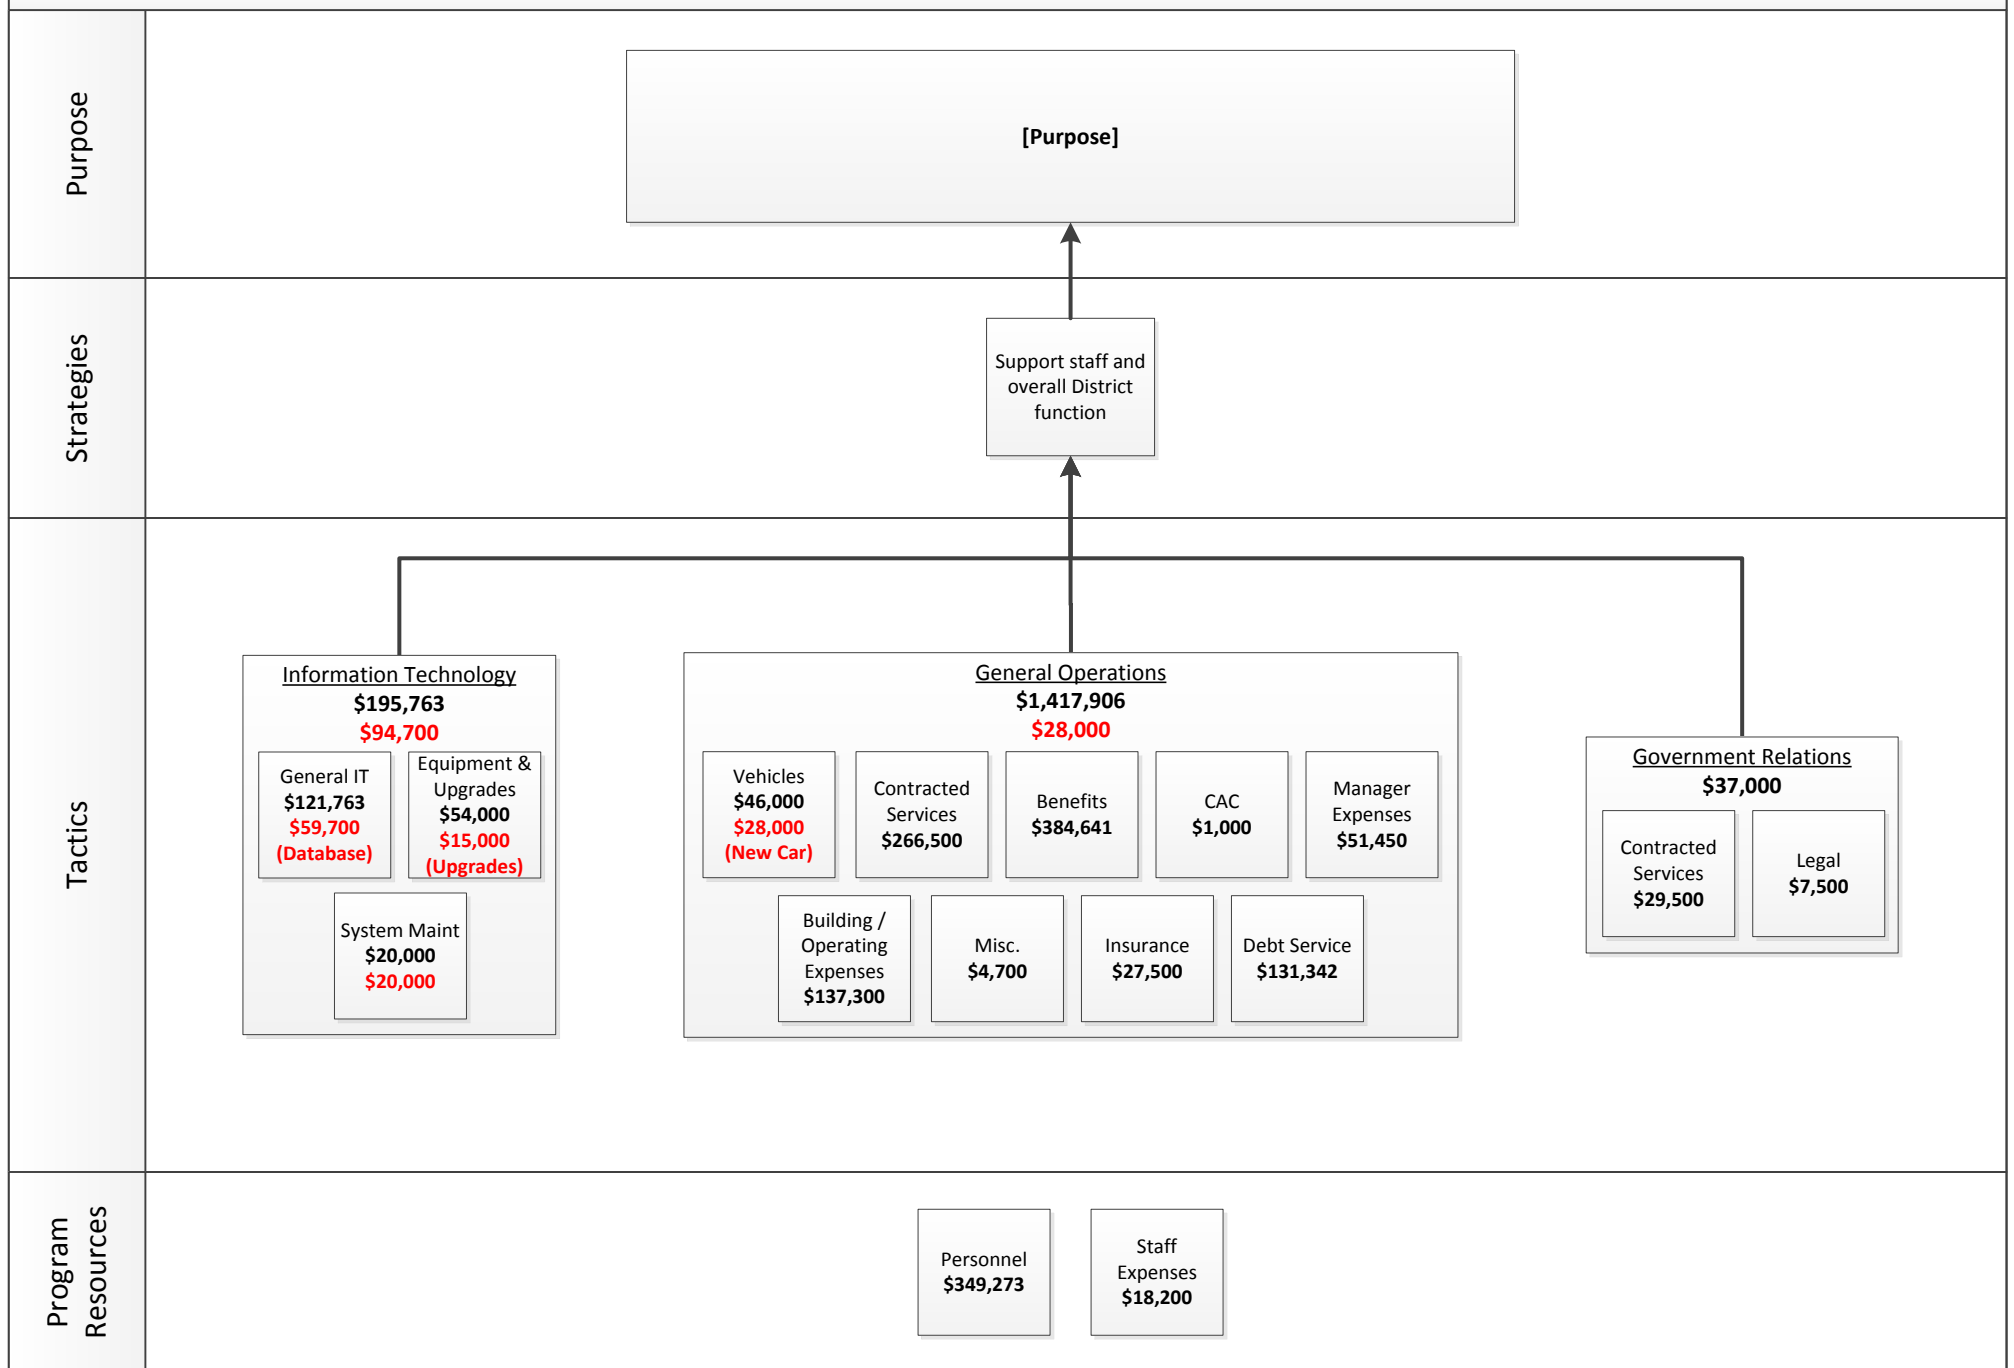 Purpose
[Purpose]
Strategies
Support staff and
overall District
function
Tactics
Information Technology
$195,763
$94,700
General IT
$121,763
$59,700
(Database)
Equipment &
Upgrades
$54,000
$15,000
(Upgrades)
System Maint
$20,000
$20,000
General Operations
$1,417,906
$28,000
Vehicles
$46,000
$28,000
(New Car)
Contracted
Services
$266,500
Benefits
$384,641
CAC
$1,000
Manager
Expenses
$51,450
Building /
Operating
Expenses
$137,300
Misc.
$4,700
Insurance
$27,500
Debt Service
$131,342
Government Relations
$37,000
Contracted
Services
$29,500
Legal
$7,500
Program
Resources
Personnel
$349,273
Staff
Expenses
$18,200